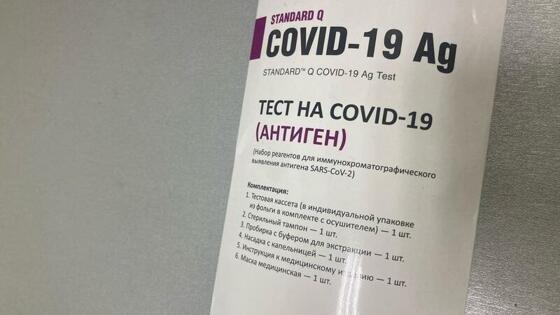 STANDARD Q
COVID-19 Ag
STANDARD™ Q COVID-19 Ag Test
ТЕСТ НА COVID-19
(АНТИГЕН)
(Набор реагентов для иммунохроматографического
выявления антигена SARS-CoV-2)
Комплектация:
1. Тестовая кассета (в индивидуальной упаковке
из фольги в комплекте с осушителем) — 1 шт.
2. Стерильный тампон — 1 шт.
3. Пробирка с буфером для экстракции — 1 шт.
4. Насадка с капельницей — 1 шт.
5. Инструкция к медицинскому изделию — 1 шт.
6. Маска медицинская — 1 шт.